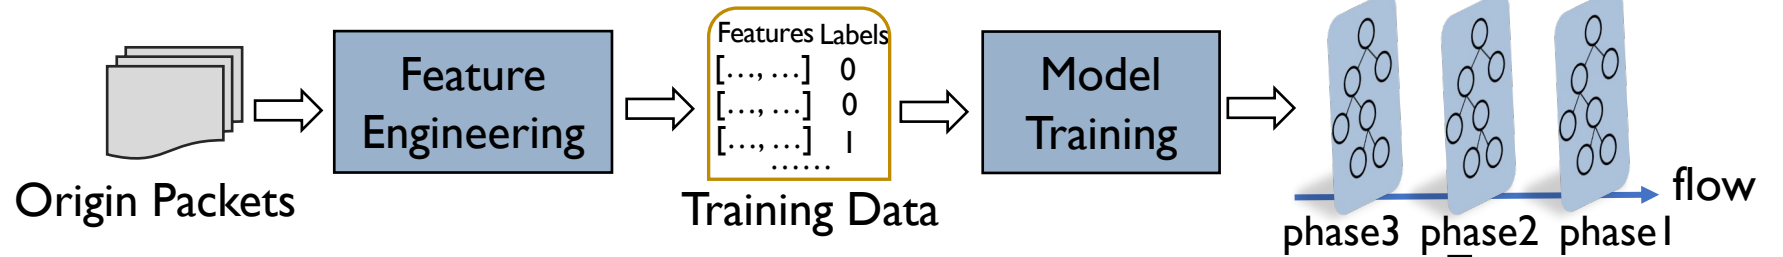 Origin Packets
Feature
Engineering
Features Labels
[..., ...] 0
[..., ...] 0
[..., ...] 1
......
Training Data
Model
Training
flow
phase3 phase2 phase1